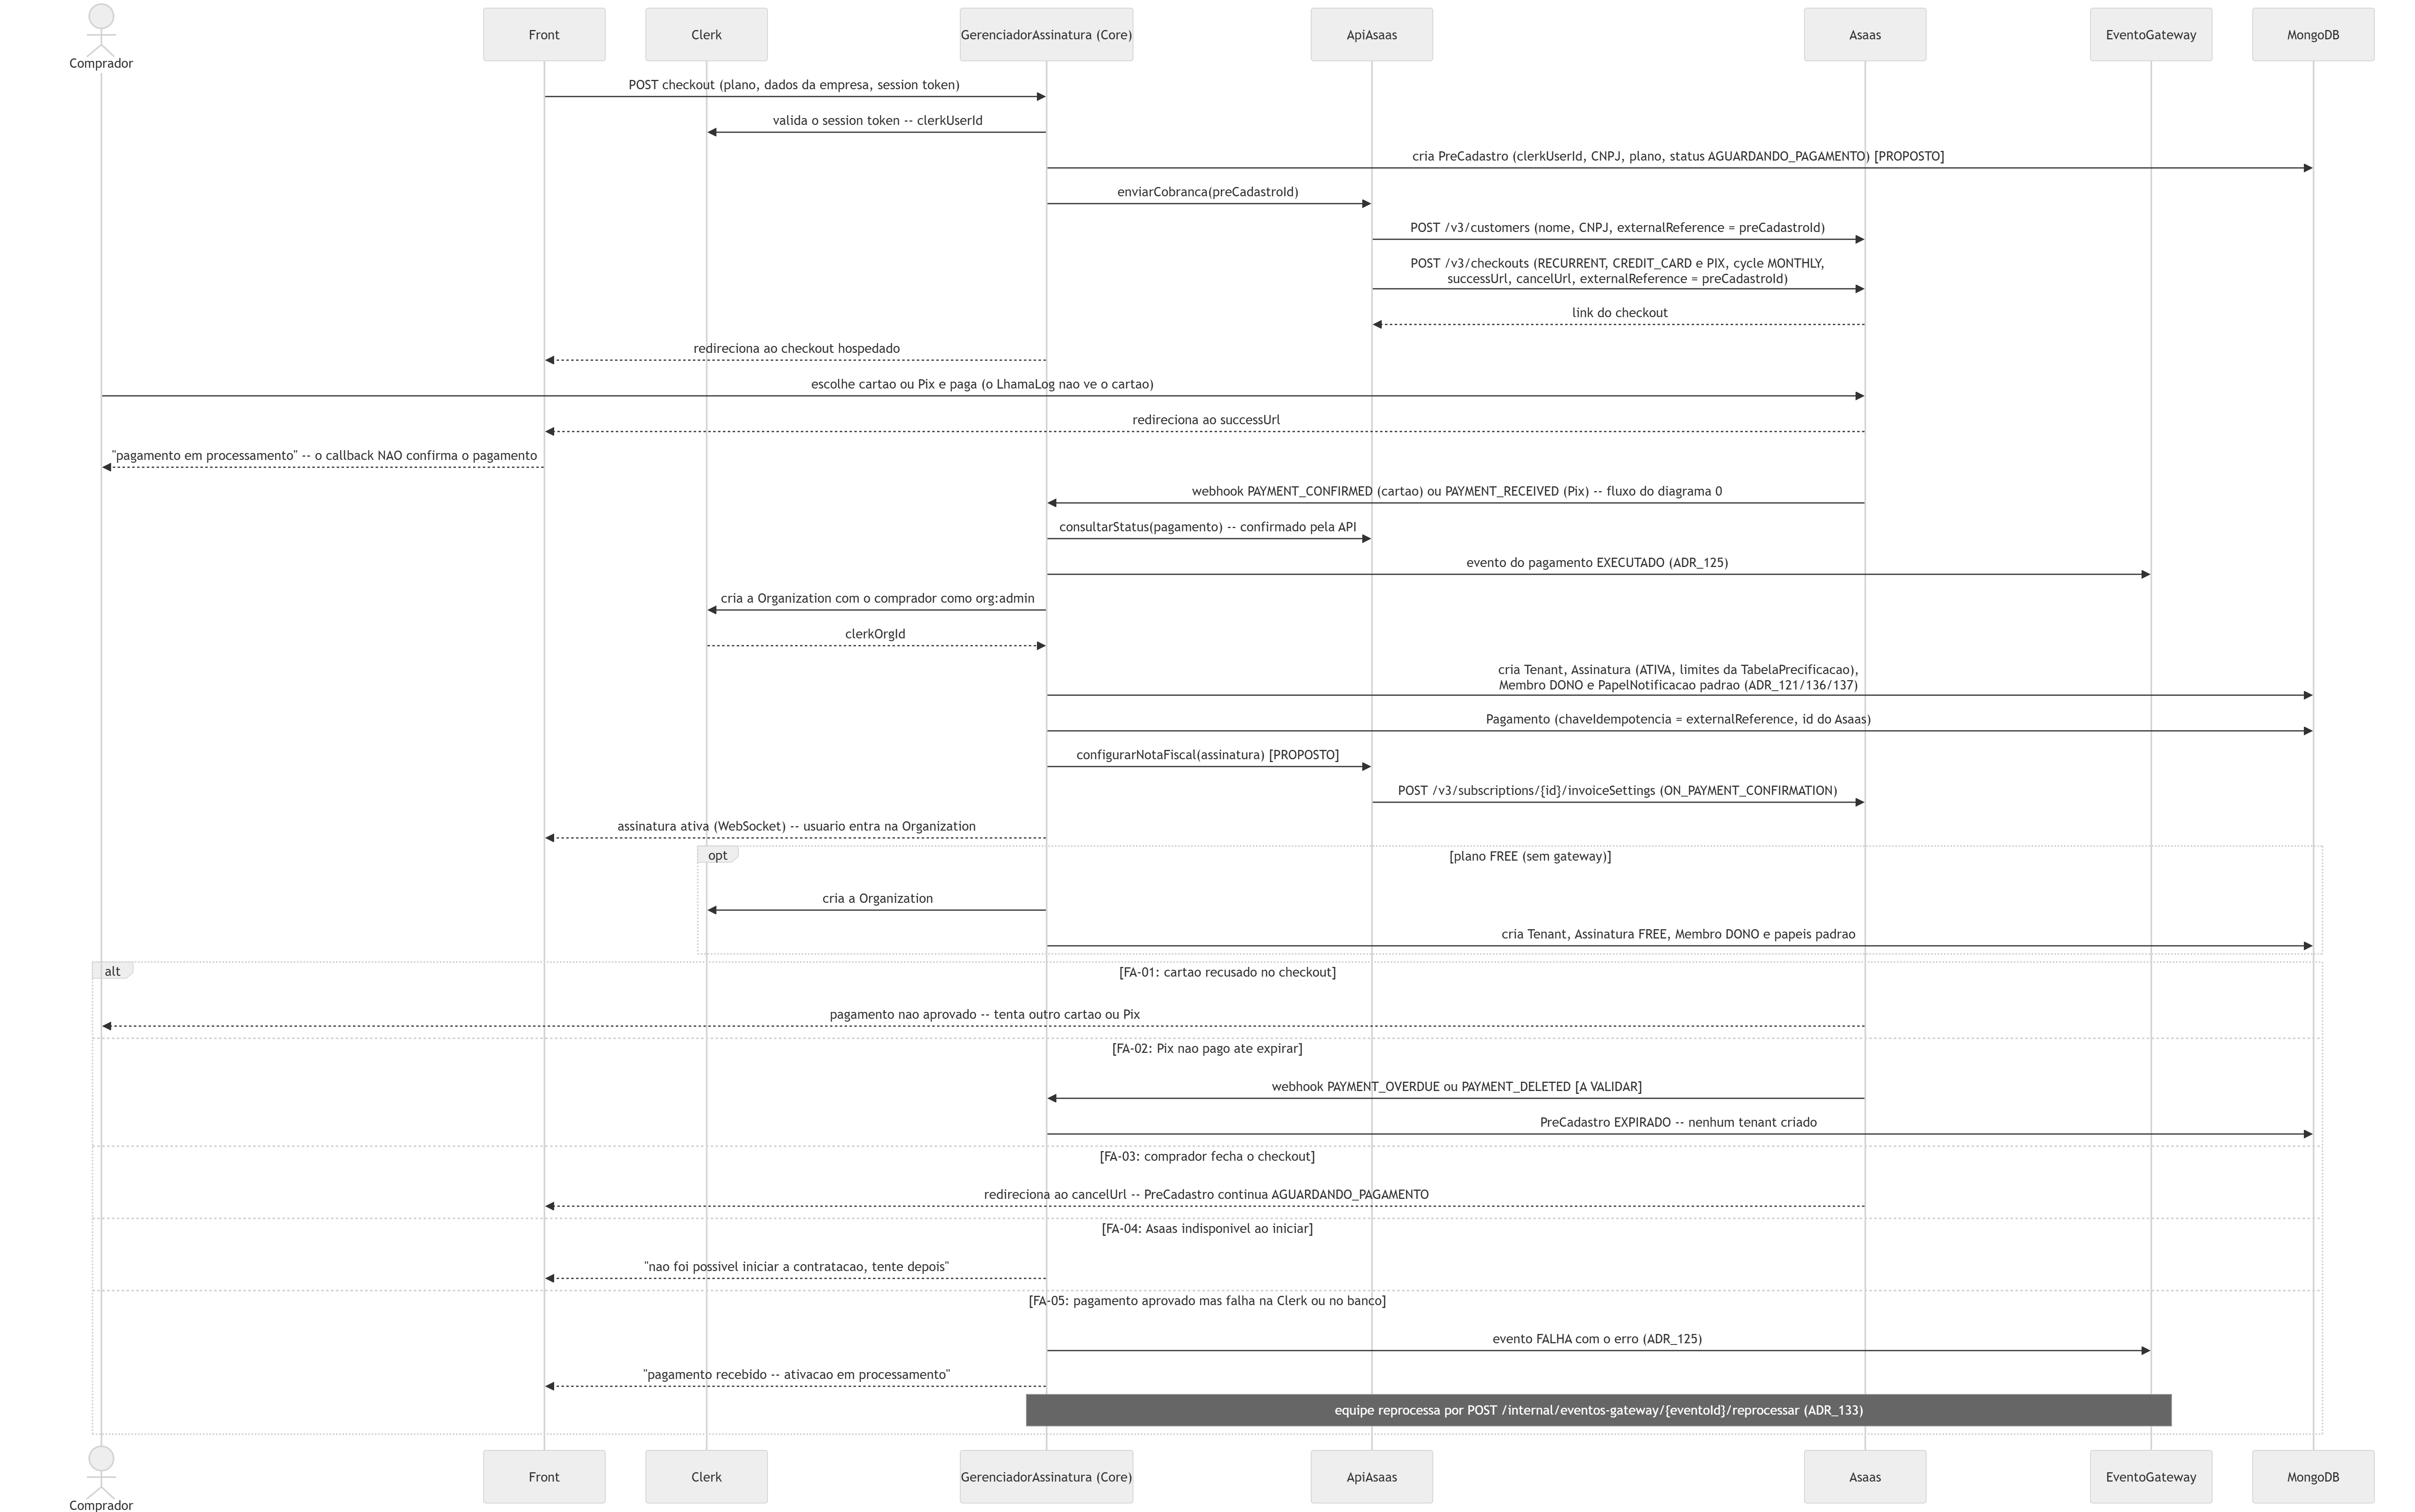 Comprador
Front
Clerk
GerenciadorAssinatura (Core)
ApiAsaas
Asaas
EventoGateway
MongoDB
POST checkout (plano, dados da empresa, session token)
valida o session token -- clerkUserId
cria PreCadastro (clerkUserId, CNPJ, plano, status AGUARDANDO_PAGAMENTO) [PROPOSTO]
enviarCobranca(preCadastroId)
POST /v3/customers (nome, CNPJ, externalReference = preCadastroId)
POST /v3/checkouts (RECURRENT, CREDIT_CARD e PIX, cycle MONTHLY,
successUrl, cancelUrl, externalReference = preCadastroId)
link do checkout
redireciona ao checkout hospedado
escolhe cartao ou Pix e paga (o LhamaLog nao ve o cartao)
redireciona ao successUrl
"pagamento em processamento" -- o callback NAO confirma o pagamento
webhook PAYMENT_CONFIRMED (cartao) ou PAYMENT_RECEIVED (Pix) -- fluxo do diagrama 0
consultarStatus(pagamento) -- confirmado pela API
evento do pagamento EXECUTADO (ADR_125)
cria a Organization com o comprador como org:admin
clerkOrgId
cria Tenant, Assinatura (ATIVA, limites da TabelaPrecificacao),
Membro DONO e PapelNotificacao padrao (ADR_121/136/137)
Pagamento (chaveIdempotencia = externalReference, id do Asaas)
configurarNotaFiscal(assinatura) [PROPOSTO]
POST /v3/subscriptions/{id}/invoiceSettings (ON_PAYMENT_CONFIRMATION)
assinatura ativa (WebSocket) -- usuario entra na Organization
opt
[plano FREE (sem gateway)]
cria a Organization
cria Tenant, Assinatura FREE, Membro DONO e papeis padrao
alt
[FA-01: cartao recusado no checkout]
pagamento nao aprovado -- tenta outro cartao ou Pix
[FA-02: Pix nao pago ate expirar]
webhook PAYMENT_OVERDUE ou PAYMENT_DELETED [A VALIDAR]
PreCadastro EXPIRADO -- nenhum tenant criado
[FA-03: comprador fecha o checkout]
redireciona ao cancelUrl -- PreCadastro continua AGUARDANDO_PAGAMENTO
[FA-04: Asaas indisponivel ao iniciar]
"nao foi possivel iniciar a contratacao, tente depois"
[FA-05: pagamento aprovado mas falha na Clerk ou no banco]
evento FALHA com o erro (ADR_125)
"pagamento recebido -- ativacao em processamento"
equipe reprocessa por POST /internal/eventos-gateway/{eventoId}/reprocessar (ADR_133)
Comprador
Front
Clerk
GerenciadorAssinatura (Core)
ApiAsaas
Asaas
EventoGateway
MongoDB